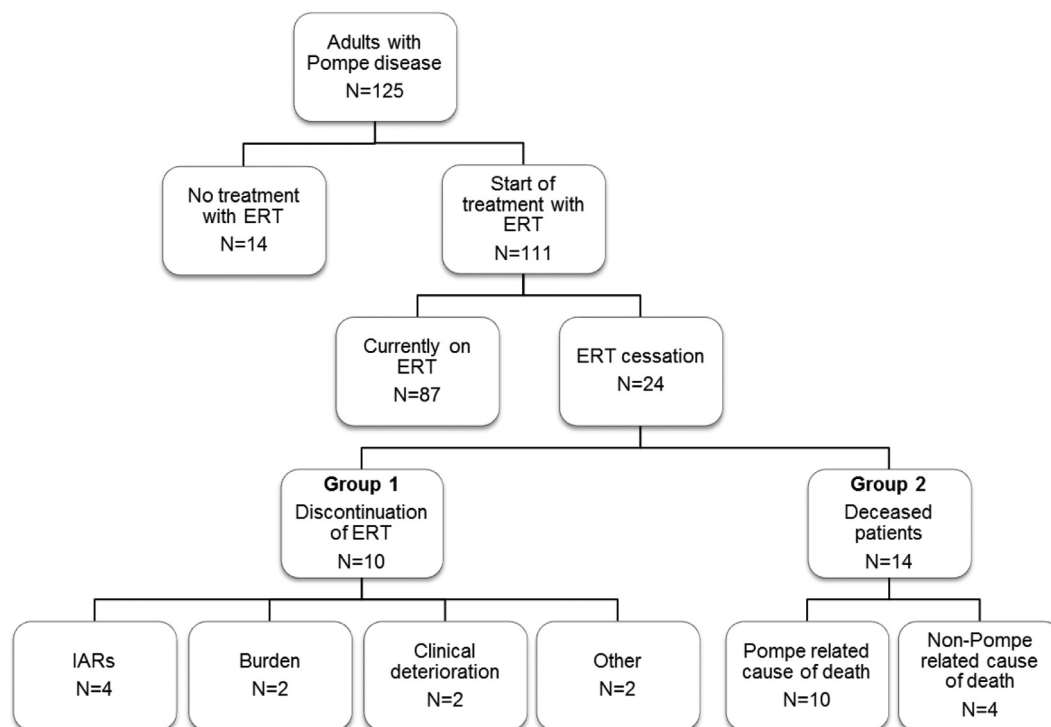 Adults with
Pompe disease
N=125
No treatment
with ERT
N=14
Start of
treatment with
ERT
N=111
Currently on
ERT
N=87
ERT cessation
N=24
Group 1
Discontinuation
of ERT
N=10
Group 2
Deceased
patients
N=14
IARs
N=4
Burden
N=2
Clinical
deterioration
N=2
Other
N=2
Pompe related
cause of death
N=10
Non-Pompe
related cause
of death
N=4